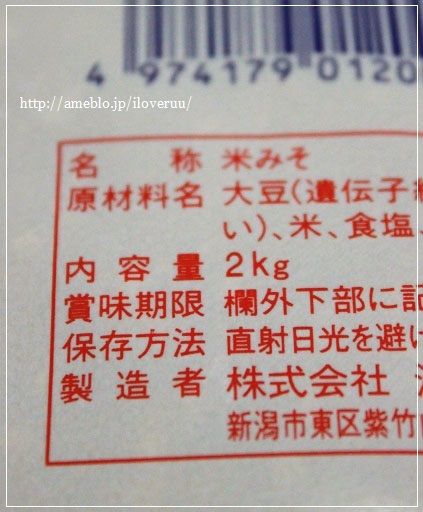 4 974179 0120
http://ameblo.jp/iloveruu/
名称 米みそ
原材料名 大豆(遺伝子組
い)、米、食塩、
内容量 2kg
賞味期限 欄外下部に記
保存方法 直射日光を避け
製造者 株式会社
新潟市東区紫竹